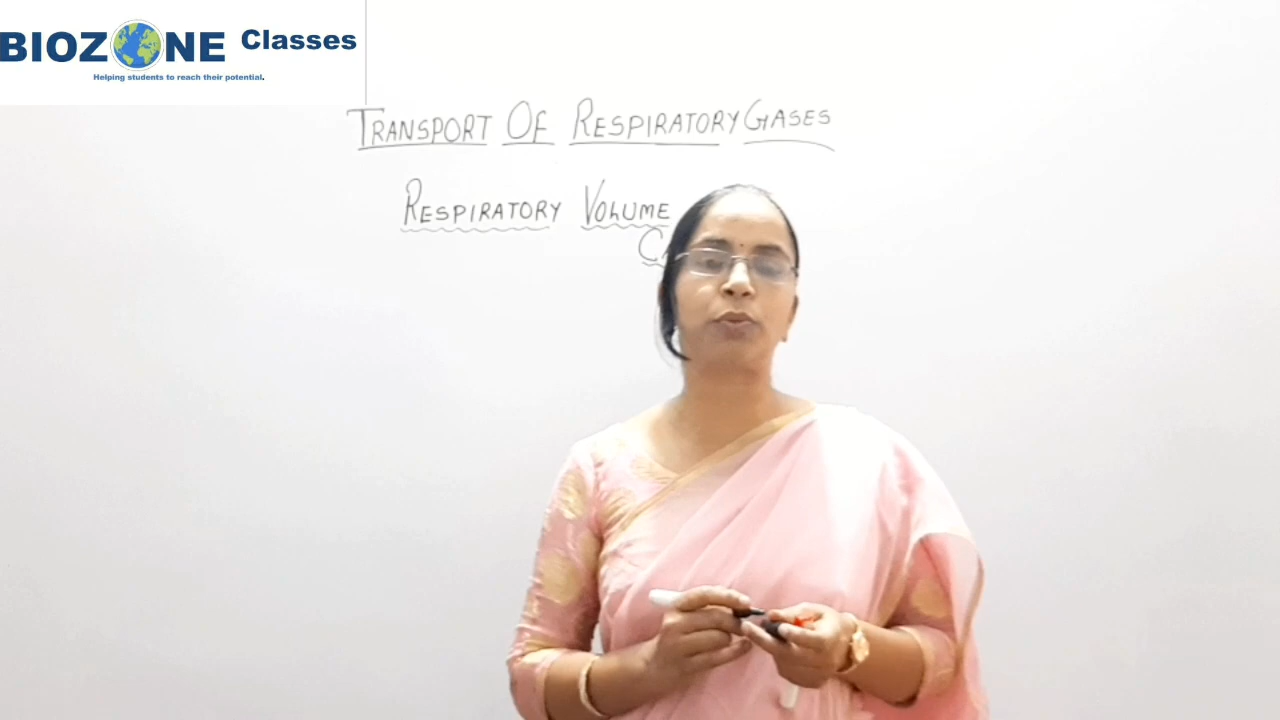 BIOZONE Classes
Helping students to reach their potential.
TRANSPORT OF RESPIRATORY GASES
RESPIRATORY VOLUME